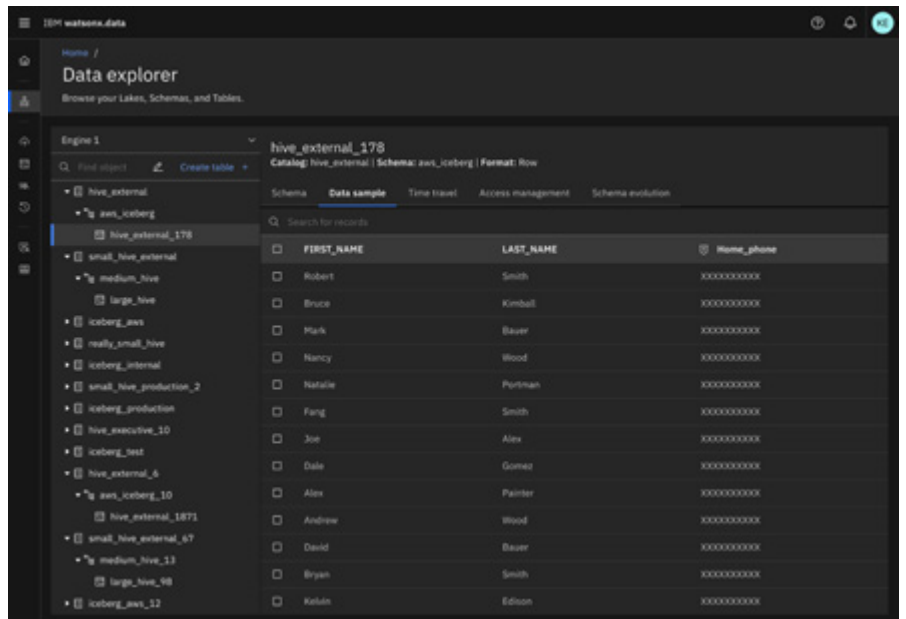 IBM watsonx.data
KE
Home /
Data explorer
Browse your Lakes, Schemas, and Tables.
Engine 1
Find object
Create table +
hive_external
aws_iceberg
hive_external_178
small_hive_external
medium_hive
large_hive
iceberg_aws
really_small_hive
iceberg_internal
small_hive_production_2
iceberg_production
hive_executive_10
iceberg_test
hive_external_6
aws_iceberg_10
hive_external_1871
small_hive_external_67
medium_hive_13
large_hive_98
iceberg_aws_12
hive_external_178
Catalog: hive_external | Schema: aws_iceberg | Format: Row
Schema Data sample Time travel Access management Schema evolution
Search for records
FIRST_NAME LAST_NAME Home_phone
Robert Smith XXXXXXXXXX
Bruce Kimball XXXXXXXXXX
Mark Bauer XXXXXXXXXX
Nancy Wood XXXXXXXXXX
Natalie Portman XXXXXXXXXX
Fang Smith XXXXXXXXXX
Joe Alex XXXXXXXXXX
Dale Gomez XXXXXXXXXX
Alex Painter XXXXXXXXXX
Andrew Wood XXXXXXXXXX
David Bauer XXXXXXXXXX
Bryan Smith XXXXXXXXXX
Kelvin Edison XXXXXXXXXX